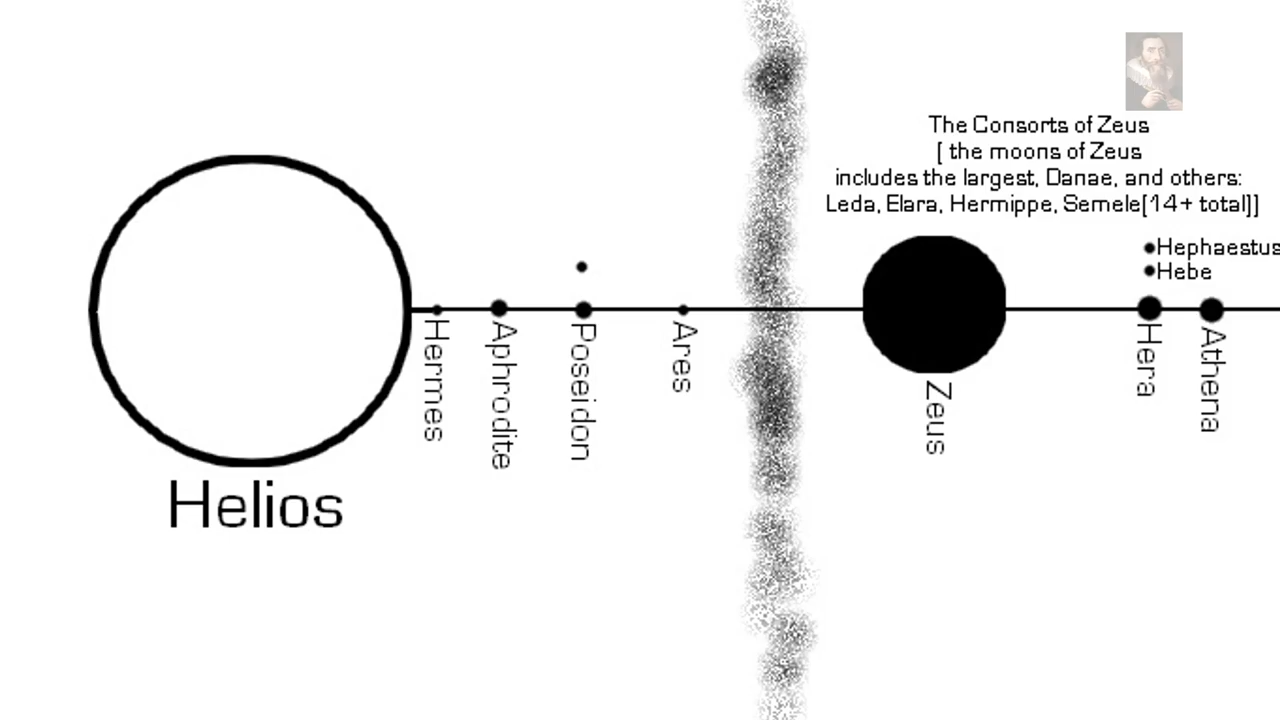 The Consorts of Zeus
[ the moons of Zeus
includes the largest, Danae, and others:
Leda, Elara, Hermippe, Semele[14+ total]]
Hephaestus
Hebe
Hermes
Aphrodite
Poseidon
Ares
Zeus
Hera
Athena
Helios